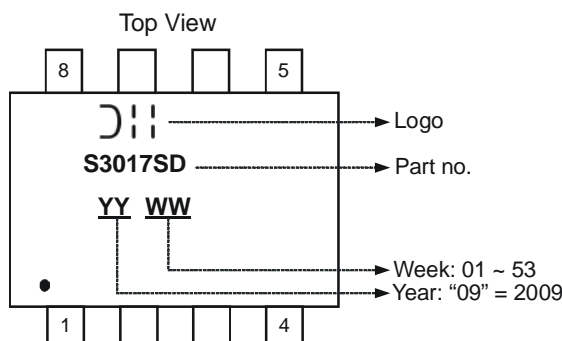 Top View
8 5
Logo
S3017SD Part no.
YY WW
Week: 01 ~ 53
Year: “09” = 2009
1 4